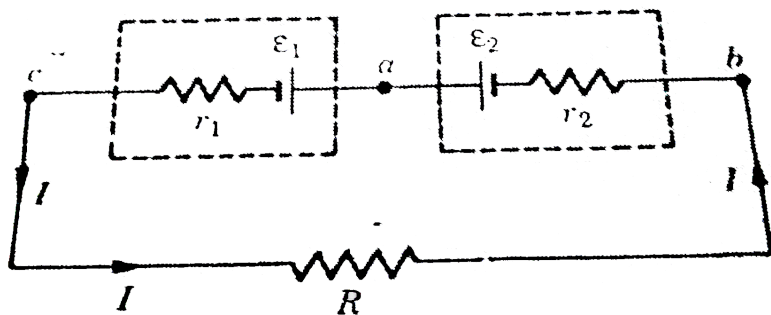 c ε₁ a ε₂ b
r₁ r₂
I I
I R